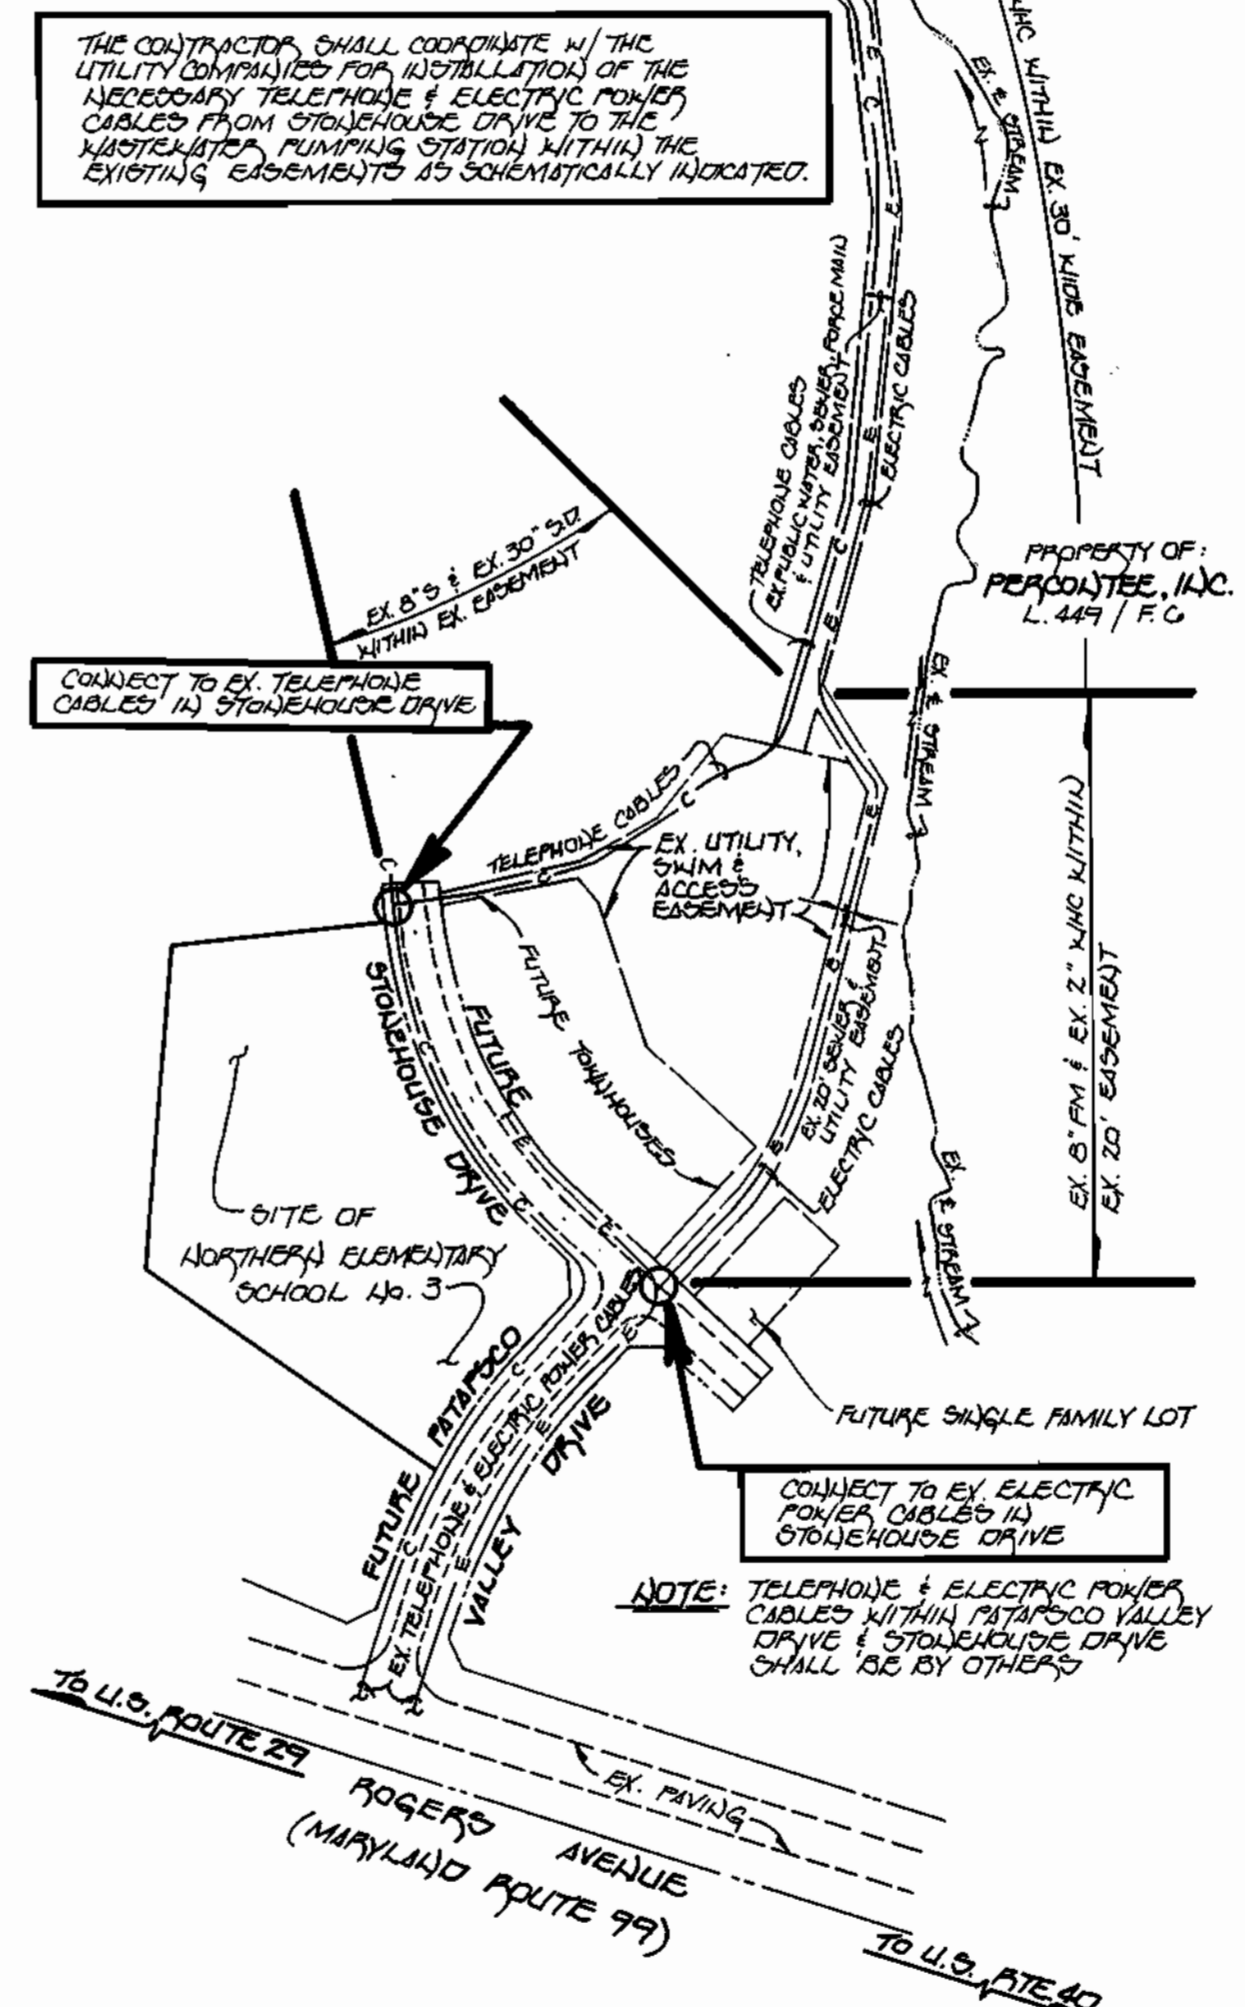 THE CONTRACTOR SHALL COORDINATE W/ THE
UTILITY COMPANIES FOR INSTALLATION OF THE
NECESSARY TELEPHONE & ELECTRIC POWER
CABLES FROM STONEHOUSE DRIVE TO THE
WASTEWATER PUMPING STATION WITHIN THE
EXISTING EASEMENTS AS SCHEMATICALLY INDICATED.
WHC WITHIN EX. 30' WIDE EASEMENT
EX. ℄ STREAM
E
C
E
E
TELEPHONE CABLES
EX. PUBLIC WATER, SEWER, FORCE MAIN
& UTILITY EASEMENT
ELECTRIC CABLES
E
C
E
EX. 8"S & EX. 30" S.D.
WITHIN EX. EASEMENT
PROPERTY OF:
PERCONTEE, INC.
L. 449 / F. 6
CONNECT TO EX. TELEPHONE
CABLES IN STONEHOUSE DRIVE
EX. ℄ STREAM
TELEPHONE CABLES
C
C
C
E
EX. UTILITY,
SWM &
ACCESS
EASEMENT
EX. 8" FM & EX. 2" WHC WITHIN
EX. 20' EASEMENT
STONEHOUSE DRIVE
FUTURE
FUTURE TOWNHOUSES
E
EX. 20' SEWER &
UTILITY EASEMENT
ELECTRIC CABLES
C
E
E
C
E
EX. ℄ STREAM
SITE OF
NORTHERN ELEMENTARY
SCHOOL No. 3
FUTURE PATAPSCO
VALLEY DRIVE
EX. TELEPHONE & ELECTRIC POWER CABLES
E
C
E
C
E
FUTURE SINGLE FAMILY LOT
CONNECT TO EX. ELECTRIC
POWER CABLES IN
STONEHOUSE DRIVE
NOTE: TELEPHONE & ELECTRIC POWER
CABLES WITHIN PATAPSCO VALLEY
DRIVE & STONEHOUSE DRIVE
SHALL BE BY OTHERS
TO U.S. ROUTE 29
EX. PAVING
ROGERS AVENUE
(MARYLAND ROUTE 99)
TO U.S. RTE. 40